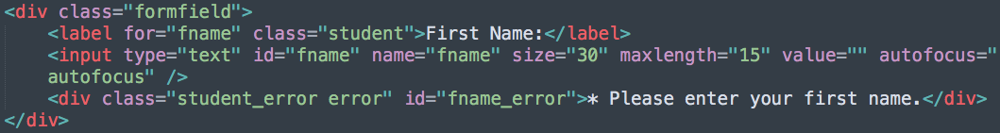 <div class="formfield">
<label for="fname" class="student">First Name:</label>
<input type="text" id="fname" name="fname" size="30" maxlength="15" value="" autofocus="
autofocus" />
<div class="student_error error" id="fname_error">* Please enter your first name.</div>
</div>